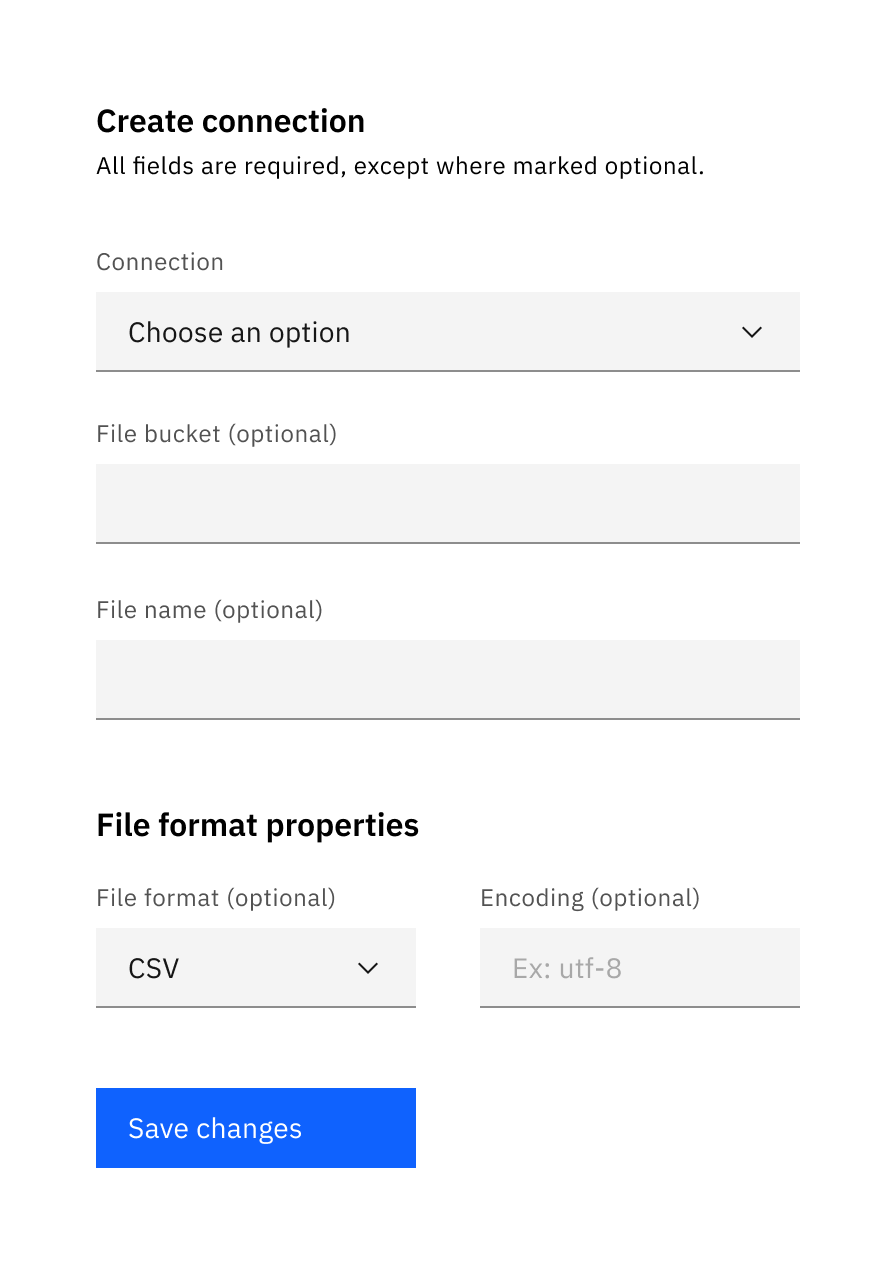 Create connection
All fields are required, except where marked optional.
Connection
Choose an option
File bucket (optional)
File name (optional)
File format properties
File format (optional)
Encoding (optional)
CSV
Ex: utf-8
Save changes